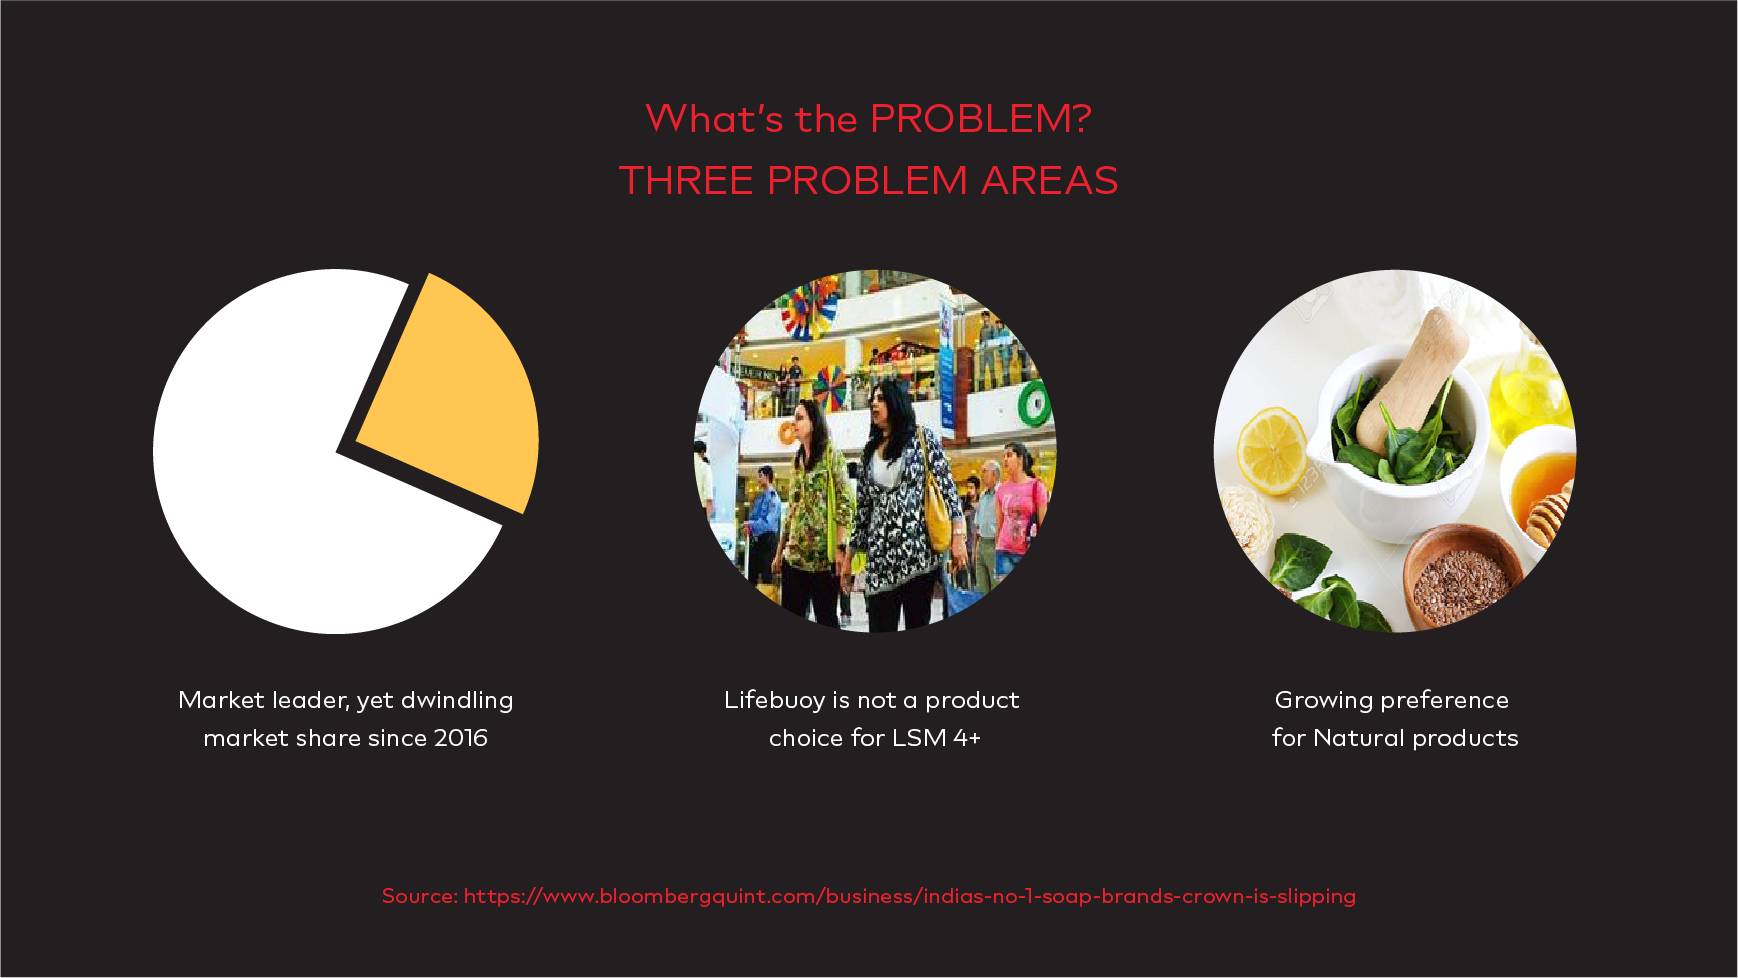 What's the PROBLEM?
THREE PROBLEM AREAS
Market leader, yet dwindling
market share since 2016
Lifebuoy is not a product
choice for LSM 4+
Growing preference
for Natural products
Source: https://www.bloombergquint.com/business/indias-no-1-soap-brands-crown-is-slipping